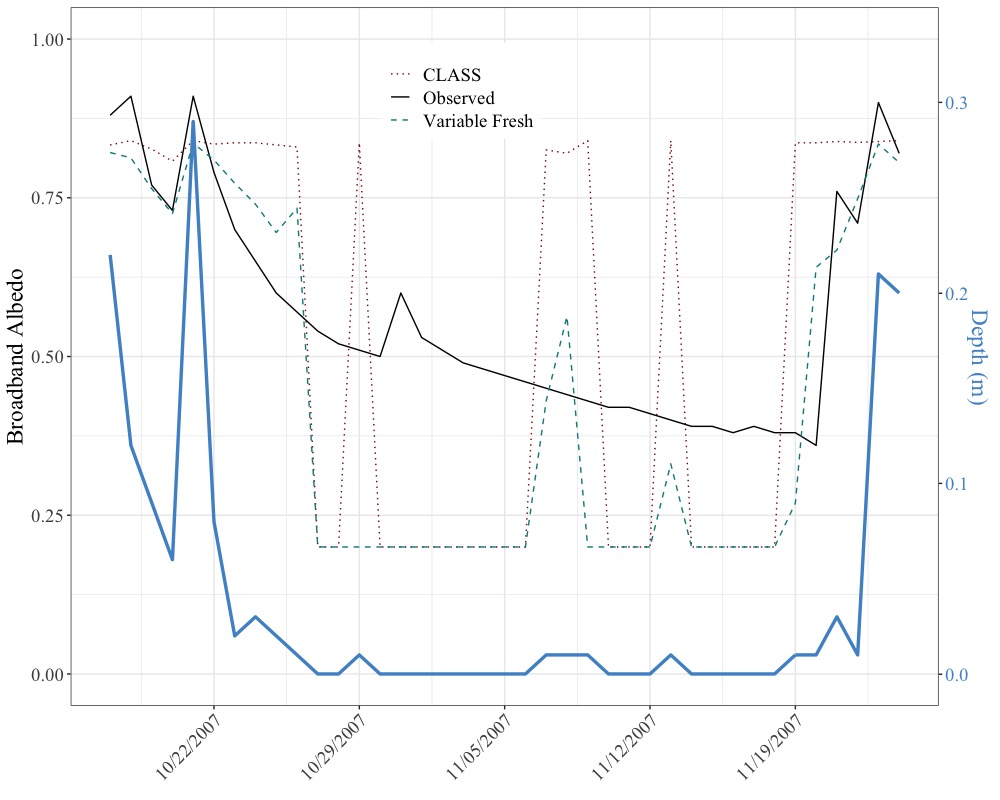 1.00
0.75
0.50
0.25
0.00
Broadband Albedo
CLASS
Observed
Variable Fresh
0.3
0.2
0.1
0.0
Depth (m)
10/22/2007
10/29/2007
11/05/2007
11/12/2007
11/19/2007